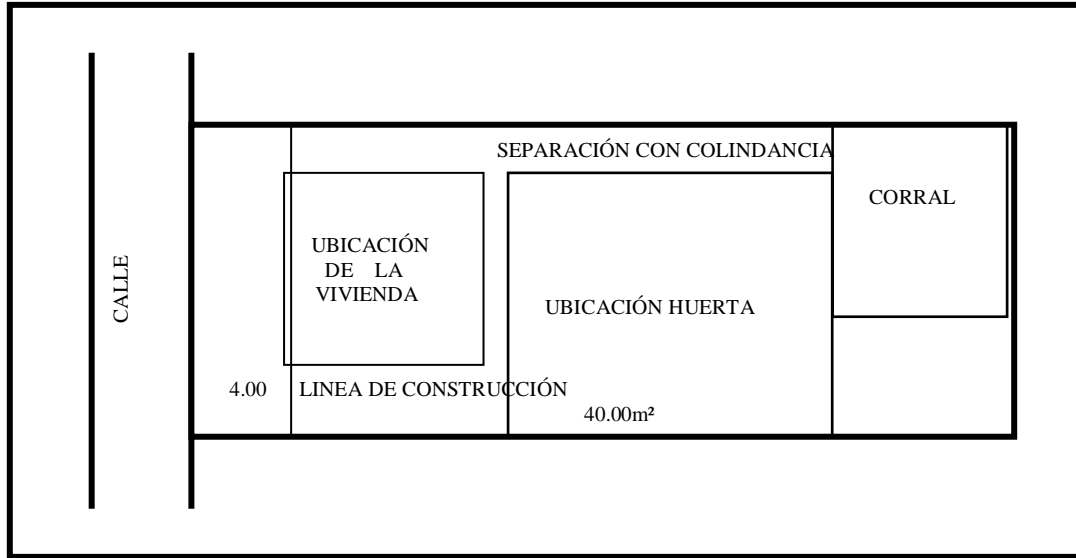 SEPARACIÓN CON COLINDANCIA
CORRAL
UBICACIÓN
DE LA
VIVIENDA
CALLE
UBICACIÓN HUERTA
4.00
LINEA DE CONSTRUCCIÓN
40.00m²